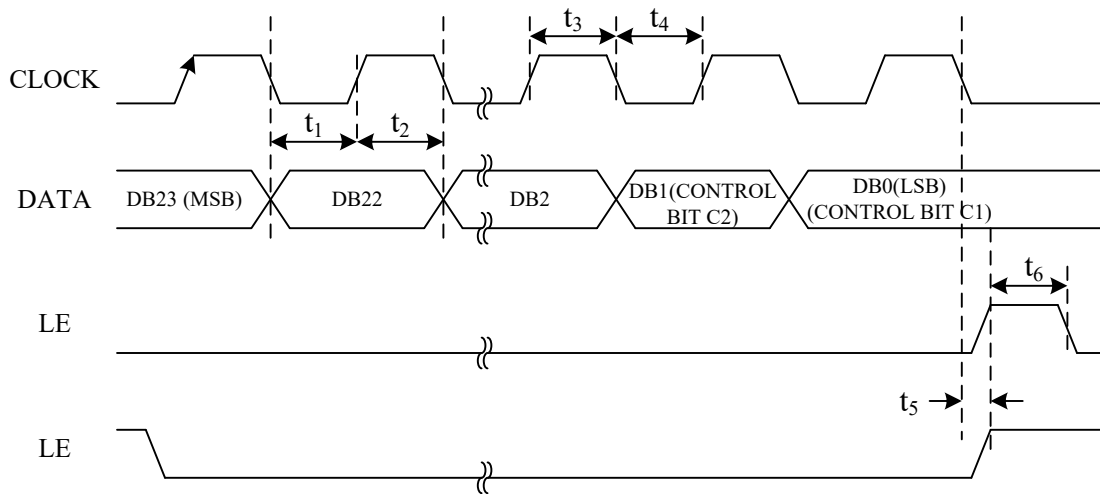 t3
t4
CLOCK
t1
t2
DATA
DB23 (MSB)
DB22
DB2
DB1(CONTROL
BIT C2)
DB0(LSB)
(CONTROL BIT C1)
t6
LE
t5
LE